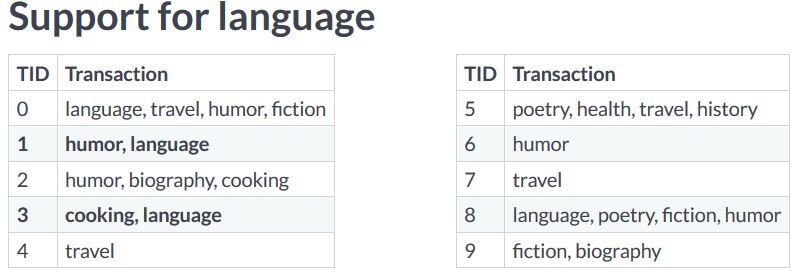 Support for language
TID Transaction
0 language, travel, humor, fiction
1 humor, language
2 humor, biography, cooking
3 cooking, language
4 travel
TID Transaction
5 poetry, health, travel, history
6 humor
7 travel
8 language, poetry, fiction, humor
9 fiction, biography